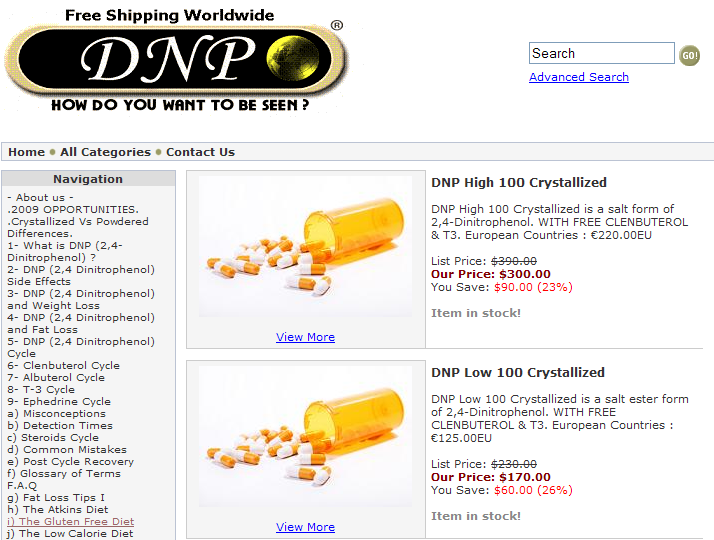 Free Shipping Worldwide
DNP
®
HOW DO YOU WANT TO BE SEEN ?
Search
GO!
Advanced Search
Home All Categories Contact Us
Navigation
- About us -
.2009 OPPORTUNITIES.
.Crystallized Vs Powdered
Differences.
1- What is DNP (2,4-
Dinitrophenol) ?
2- DNP (2,4 Dinitrophenol)
Side Effects
3- DNP (2,4 Dinitrophenol)
and Weight Loss
4- DNP (2,4 Dinitrophenol)
and Fat Loss
5- DNP (2,4 Dinitrophenol)
Cycle
6- Clenbuterol Cycle
7- Albuterol Cycle
8- T-3 Cycle
9- Ephedrine Cycle
a) Misconceptions
b) Detection Times
c) Steroids Cycle
d) Common Mistakes
e) Post Cycle Recovery
f) Glossary of Terms
F.A.Q
g) Fat Loss Tips I
h) The Atkins Diet
i) The Gluten Free Diet
j) The Low Calorie Diet
View More
DNP High 100 Crystallized
DNP High 100 Crystallized is a salt form of
2,4-Dinitrophenol. WITH FREE CLENBUTEROL
& T3. European Countries : €220.00EU
List Price: $390.00
Our Price: $300.00
You Save: $90.00 (23%)
Item in stock!
View More
DNP Low 100 Crystallized
DNP Low 100 Crystallized is a salt ester form
of 2,4-Dinitrophenol. WITH FREE
CLENBUTEROL & T3. European Countries :
€125.00EU
List Price: $230.00
Our Price: $170.00
You Save: $60.00 (26%)
Item in stock!